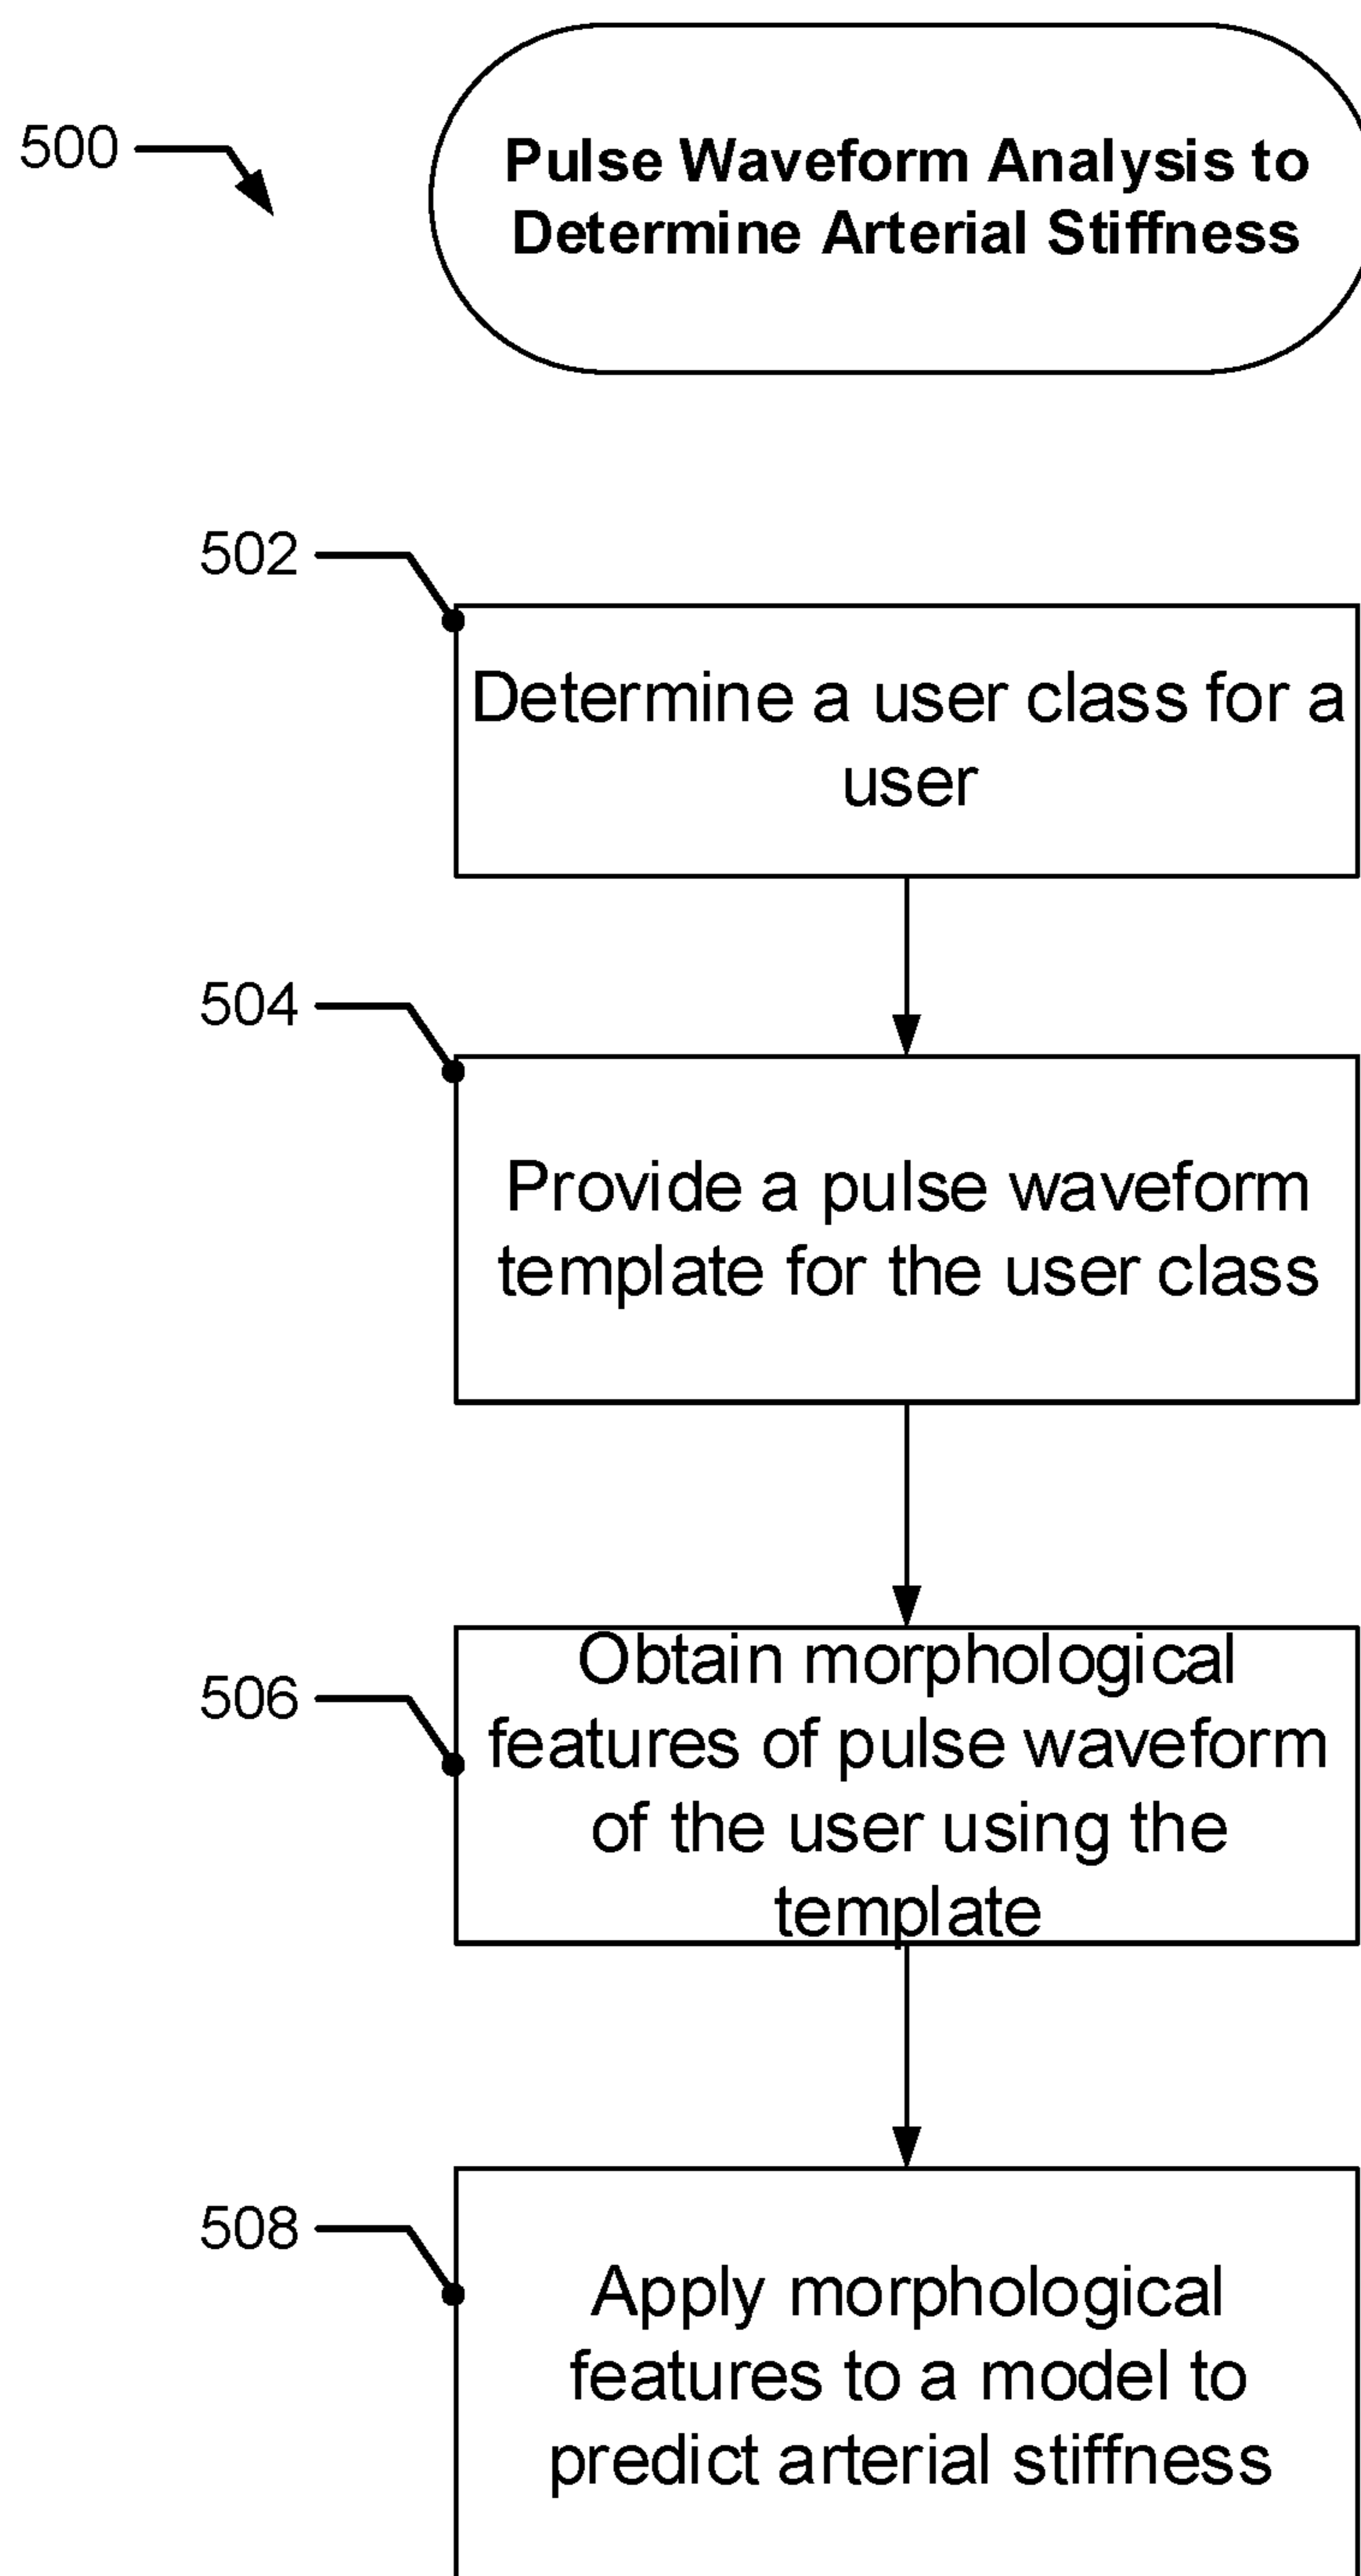 500
Pulse Waveform Analysis to
Determine Arterial Stiffness
502
Determine a user class for a
user
504
Provide a pulse waveform
template for the user class
506
Obtain morphological
features of pulse waveform
of the user using the
template
508
Apply morphological
features to a model to
predict arterial stiffness